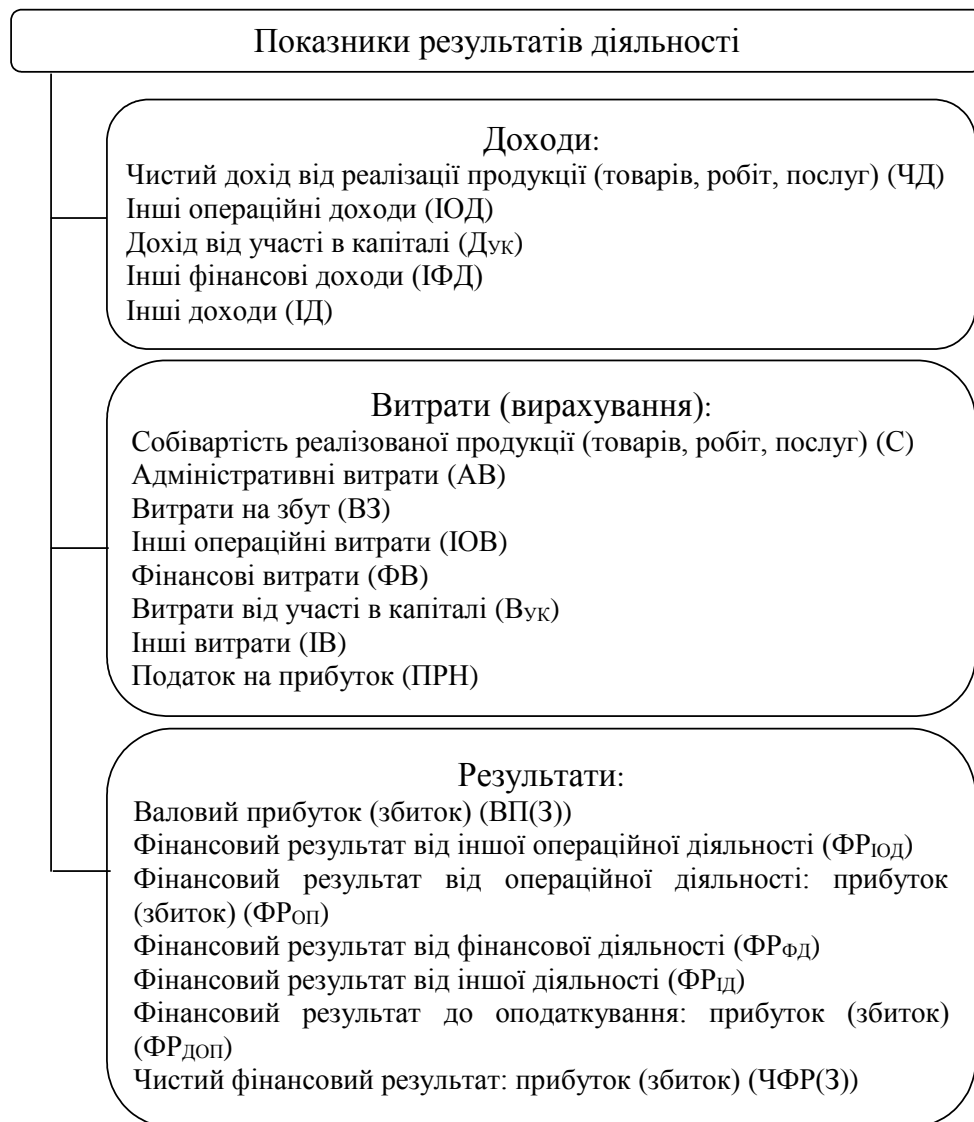 Показники результатів діяльності
Доходи:
Чистий дохід від реалізації продукції (товарів, робіт, послуг) (ЧД)
Інші операційні доходи (ІОД)
Дохід від участі в капіталі (ДУК)
Інші фінансові доходи (ІФД)
Інші доходи (ІД)
Витрати (вирахування):
Собівартість реалізованої продукції (товарів, робіт, послуг) (С)
Адміністративні витрати (АВ)
Витрати на збут (ВЗ)
Інші операційні витрати (ІОВ)
Фінансові витрати (ФВ)
Витрати від участі в капіталі (ВУК)
Інші витрати (ІВ)
Податок на прибуток (ПРН)
Результати:
Валовий прибуток (збиток) (ВП(З))
Фінансовий результат від іншої операційної діяльності (ФРІОД)
Фінансовий результат від операційної діяльності: прибуток
(збиток) (ФРОП)
Фінансовий результат від фінансової діяльності (ФРФД)
Фінансовий результат від іншої діяльності (ФРІД)
Фінансовий результат до оподаткування: прибуток (збиток)
(ФРДОП)
Чистий фінансовий результат: прибуток (збиток) (ЧФР(З))